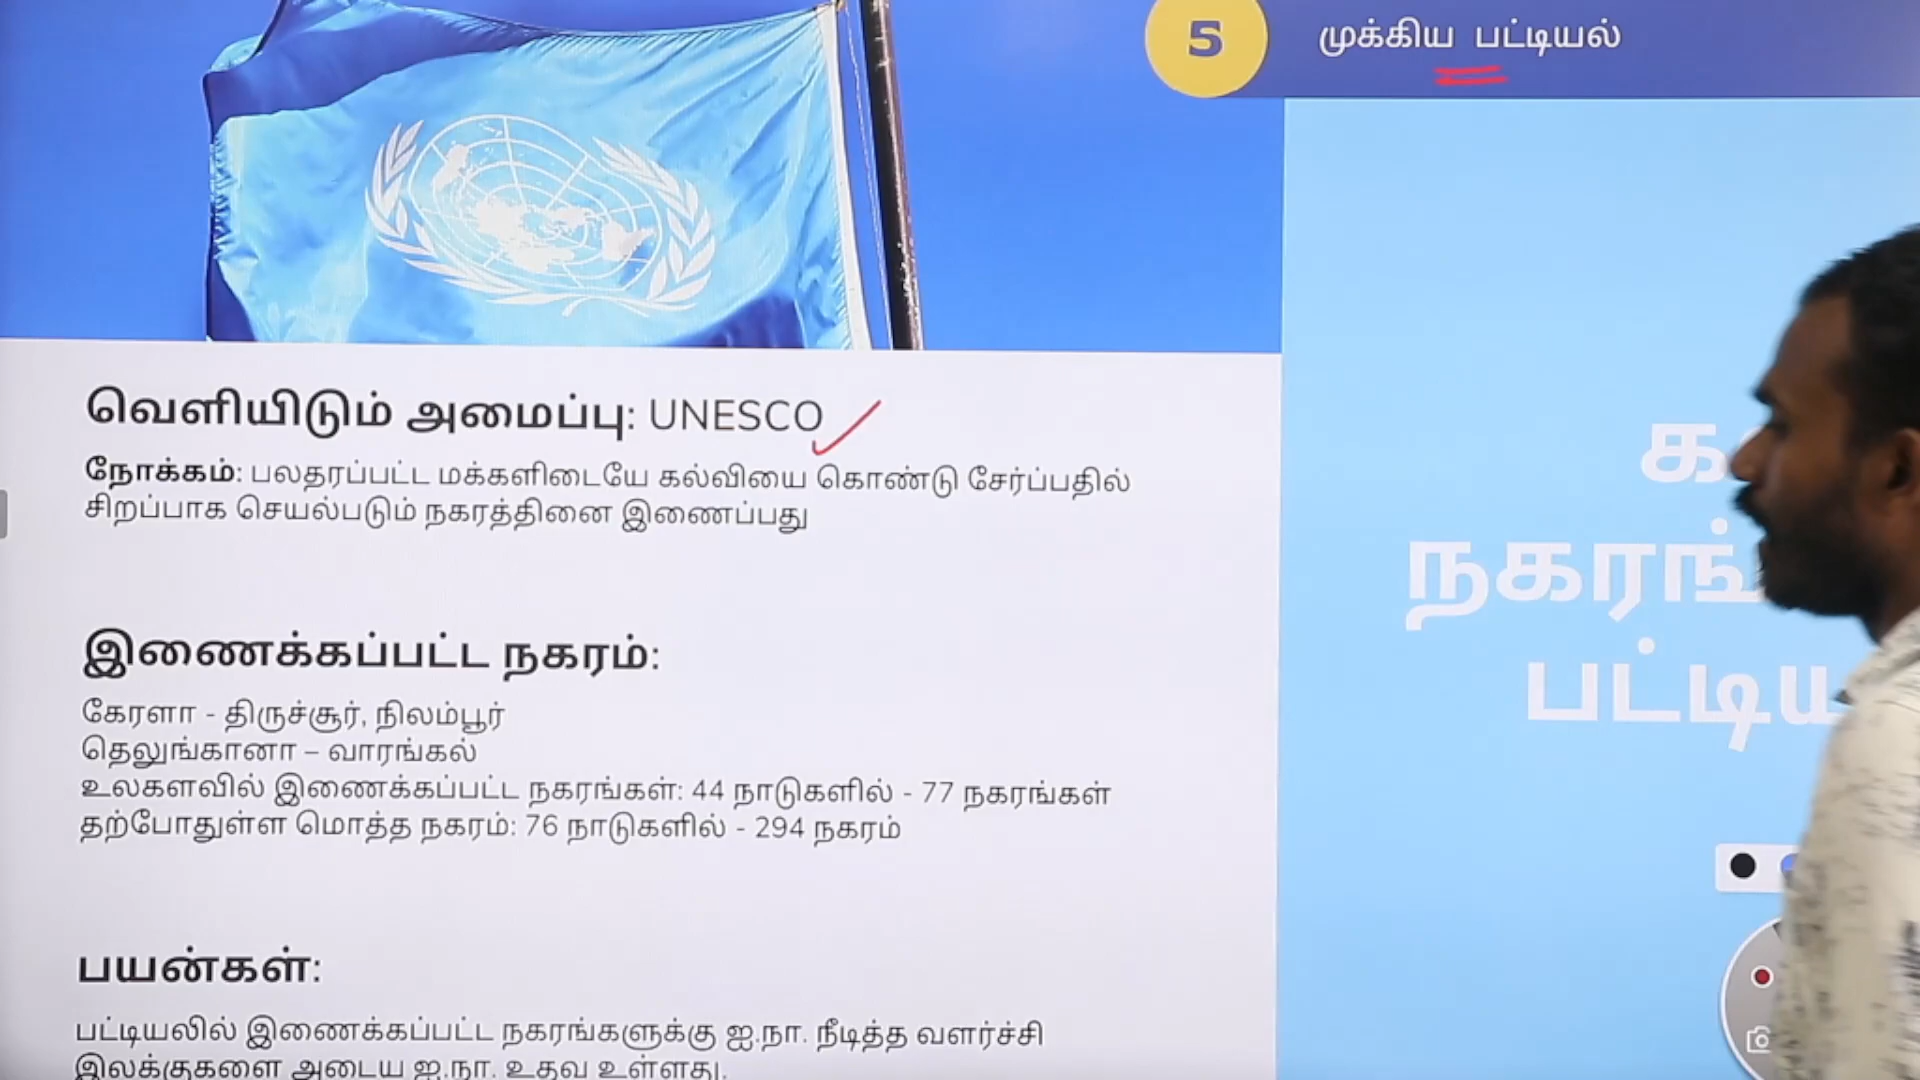 5
முக்கிய பட்டியல்
வெளியிடும் அமைப்பு: UNESCO
நோக்கம்: பலதரப்பட்ட மக்களிடையே கல்வியை கொண்டு சேர்ப்பதில்
சிறப்பாக செயல்படும் நகரத்தினை இணைப்பது
இணைக்கப்பட்ட நகரம்:
கேரளா - திருச்சூர், நிலம்பூர்
தெலுங்கானா – வாரங்கல்
உலகளவில் இணைக்கப்பட்ட நகரங்கள்: 44 நாடுகளில் - 77 நகரங்கள்
தற்போதுள்ள மொத்த நகரம்: 76 நாடுகளில் - 294 நகரம்
பயன்கள்:
பட்டியலில் இணைக்கப்பட்ட நகரங்களுக்கு ஐ.நா. நீடித்த வளர்ச்சி
இலக்குகளை அடைய ஐ.நா. உதவ உள்ளது.